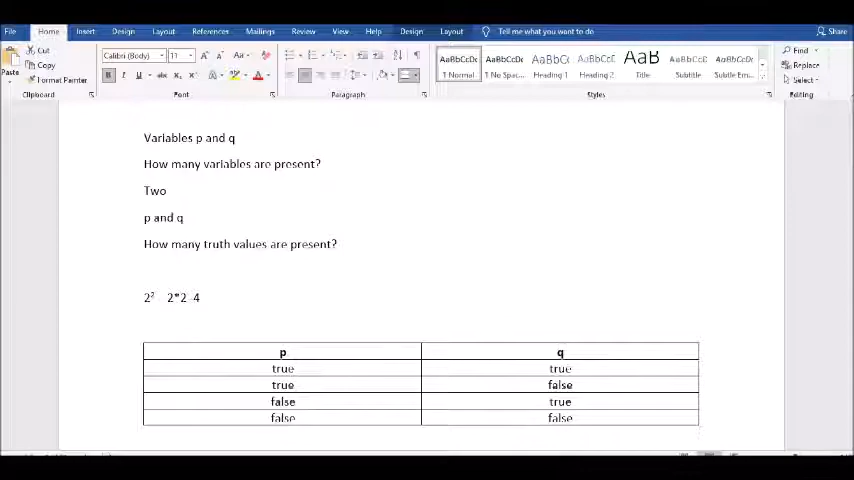 File Home Insert Design Layout References Mailings Review View Help Design Layout Tell me what you want to do Share
Paste Cut Copy Format Painter
Calibri (Body) 11
AaBbCcDc AaBbCcDc AaBbCc AaBbCcC AaB AaBbCcD AaBbCcDc
1 Normal 1 No Spac... Heading 1 Heading 2 Title Subtitle Subtle Em...
Find Replace Select
Clipboard Font Paragraph Styles Editing
Variables p and q
How many variables are present?
Two
p and q
How many truth values are present?
2² 2*2 4
p q
true true
true false
false true
false false